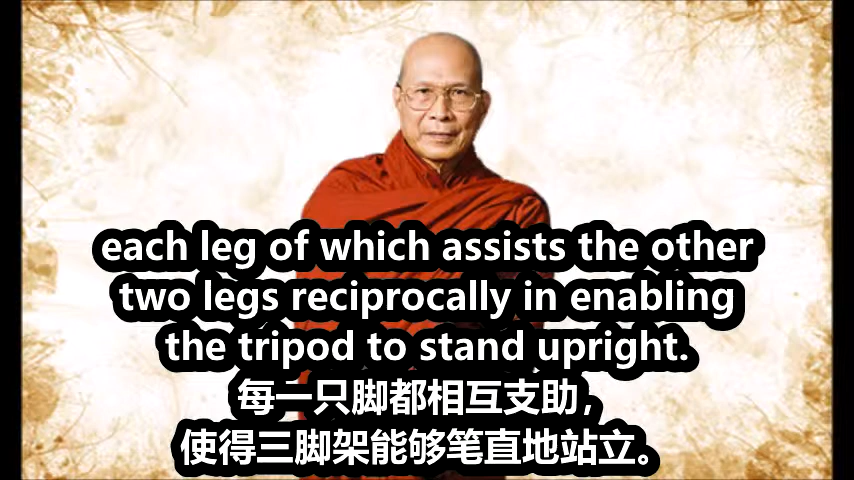 each leg of which assists the other
two legs reciprocally in enabling
the tripod to stand upright.
每一只脚都相互支助，
使得三脚架能够笔直地站立。